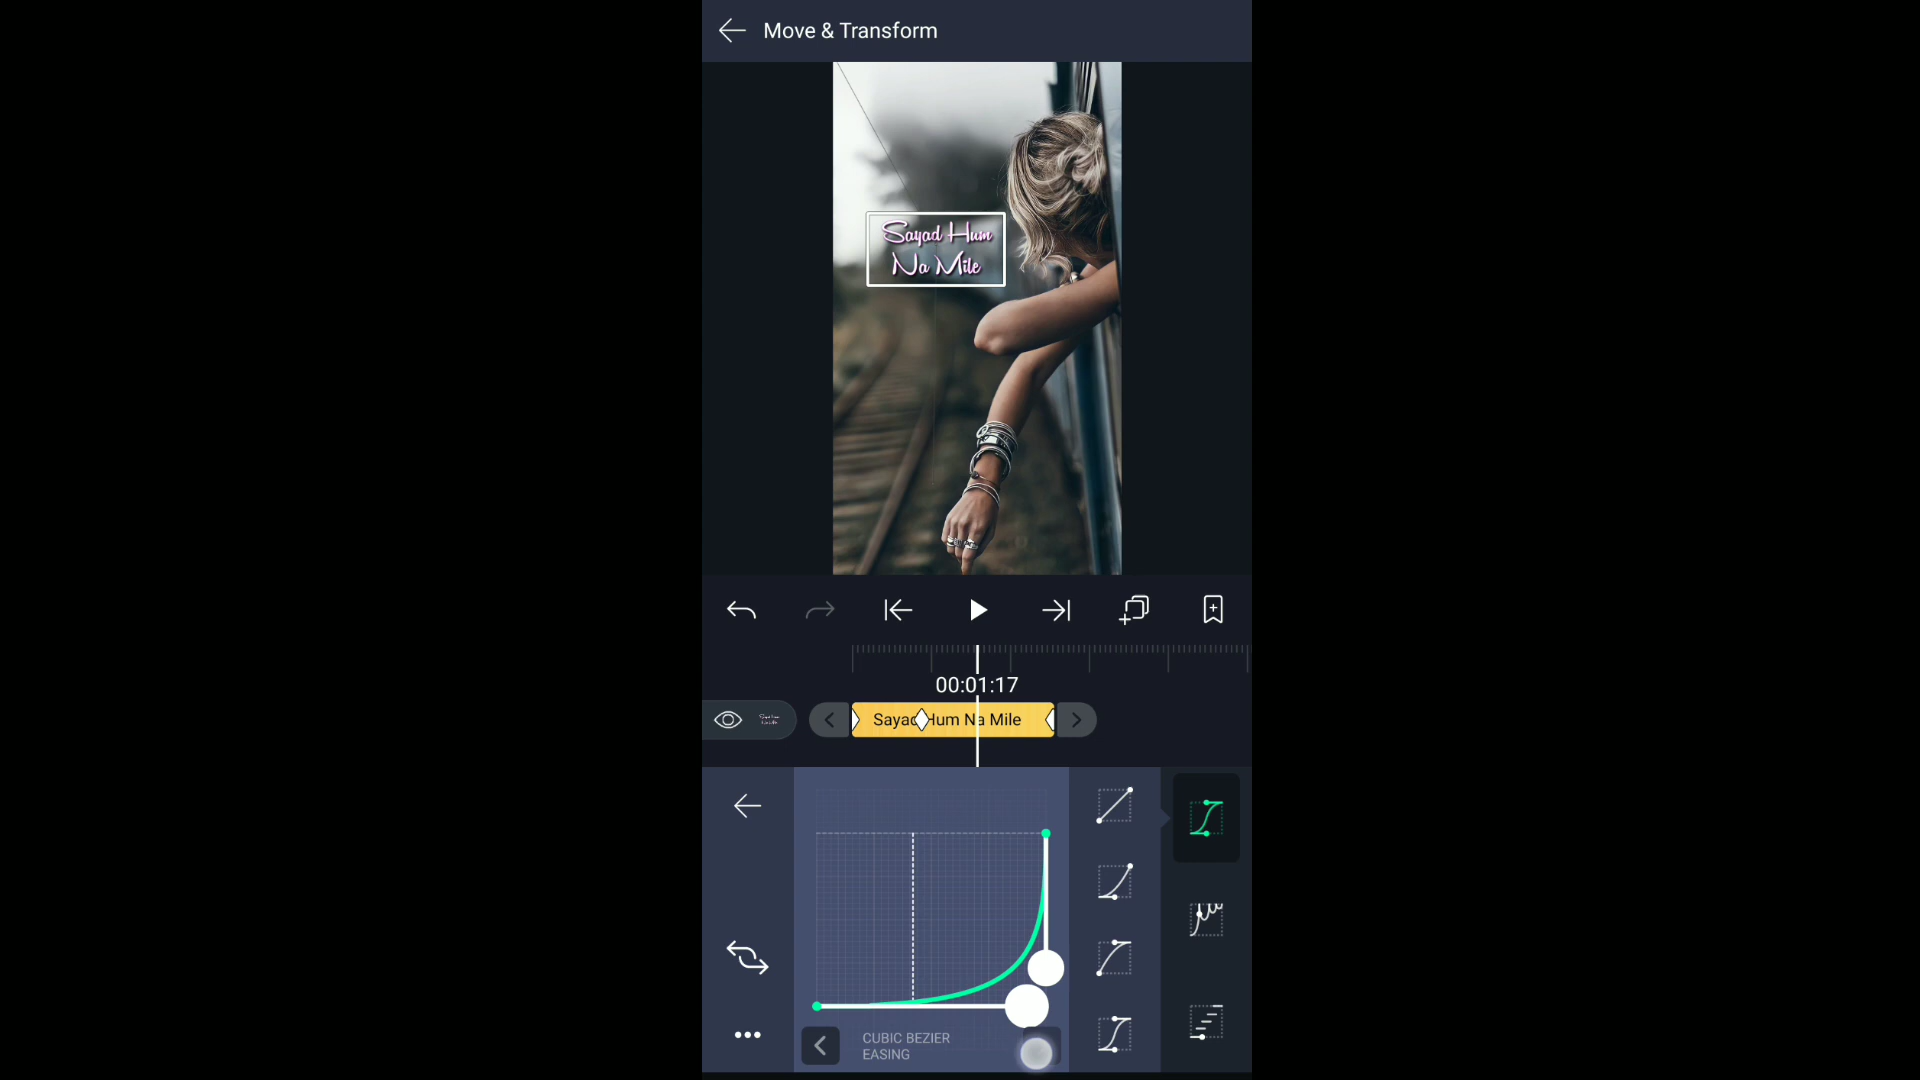 Move & Transform
Sayad Hum
Na Mile
00:01:17
Sayad Hum Na Mile
CUBIC BEZIER
EASING